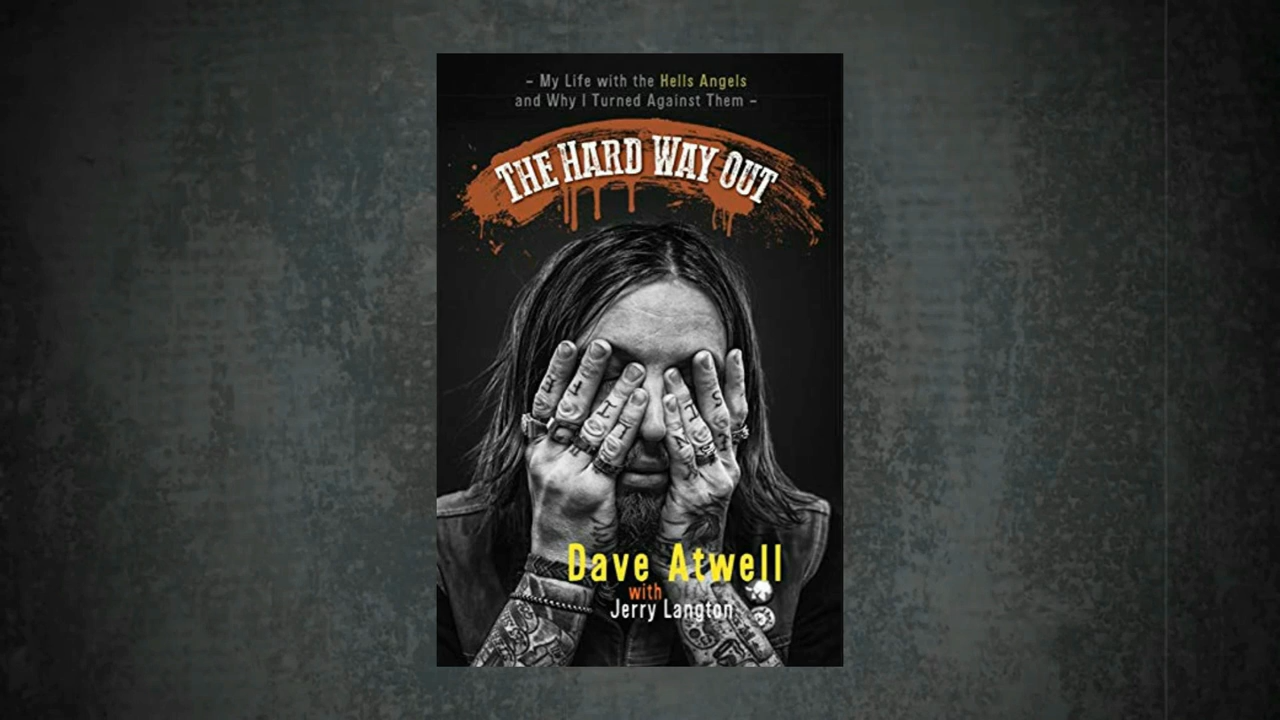 – My Life with the Hells Angels
and Why I Turned Against Them –
THE HARD WAY OUT
Dave Atwell
with
Jerry Langton